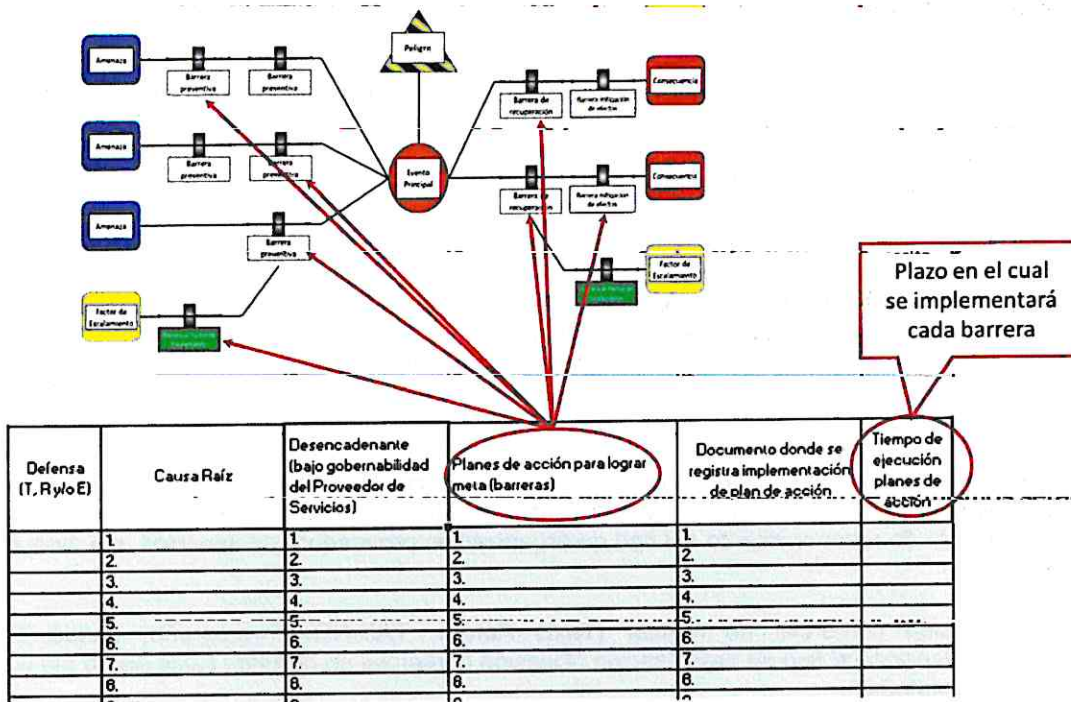 Peligro
Amenaza
Barrera
preventiva
Barrera
preventiva
Barrera de
recuperación
Barrera mitigación
de efectos
Consecuencia
Amenaza
Barrera
preventiva
Barrera
preventiva
Evento
Principal
Barrera de
recuperación
Barrera mitigación
de efectos
Consecuencia
Amenaza
Barrera
preventiva
Factor de
Escalamiento
Factor de
Escalamiento
Plazo en el cual
se implementará
cada barrera
Defensa
(T, R y/o E)
Causa Raíz
Desencadenante
(bajo gobernabilidad
del Proveedor de
Servicios)
Planes de acción para lograr
meta (barreras)
Documento donde se
registra implementación
de plan de acción
Tiempo de
ejecución
planes de
acción
1. 1. 1. 1.
2. 2. 2. 2.
3. 3. 3. 3.
4. 4. 4. 4.
5. 5. 5. 5.
6. 6. 6. 6.
7. 7. 7. 7.
8. 8. 8. 8.